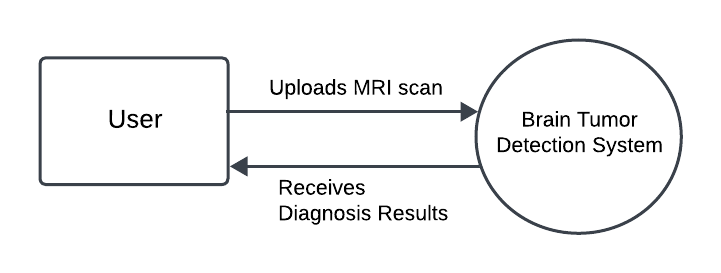 User
Uploads MRI scan
Brain Tumor
Detection System
Receives
Diagnosis Results